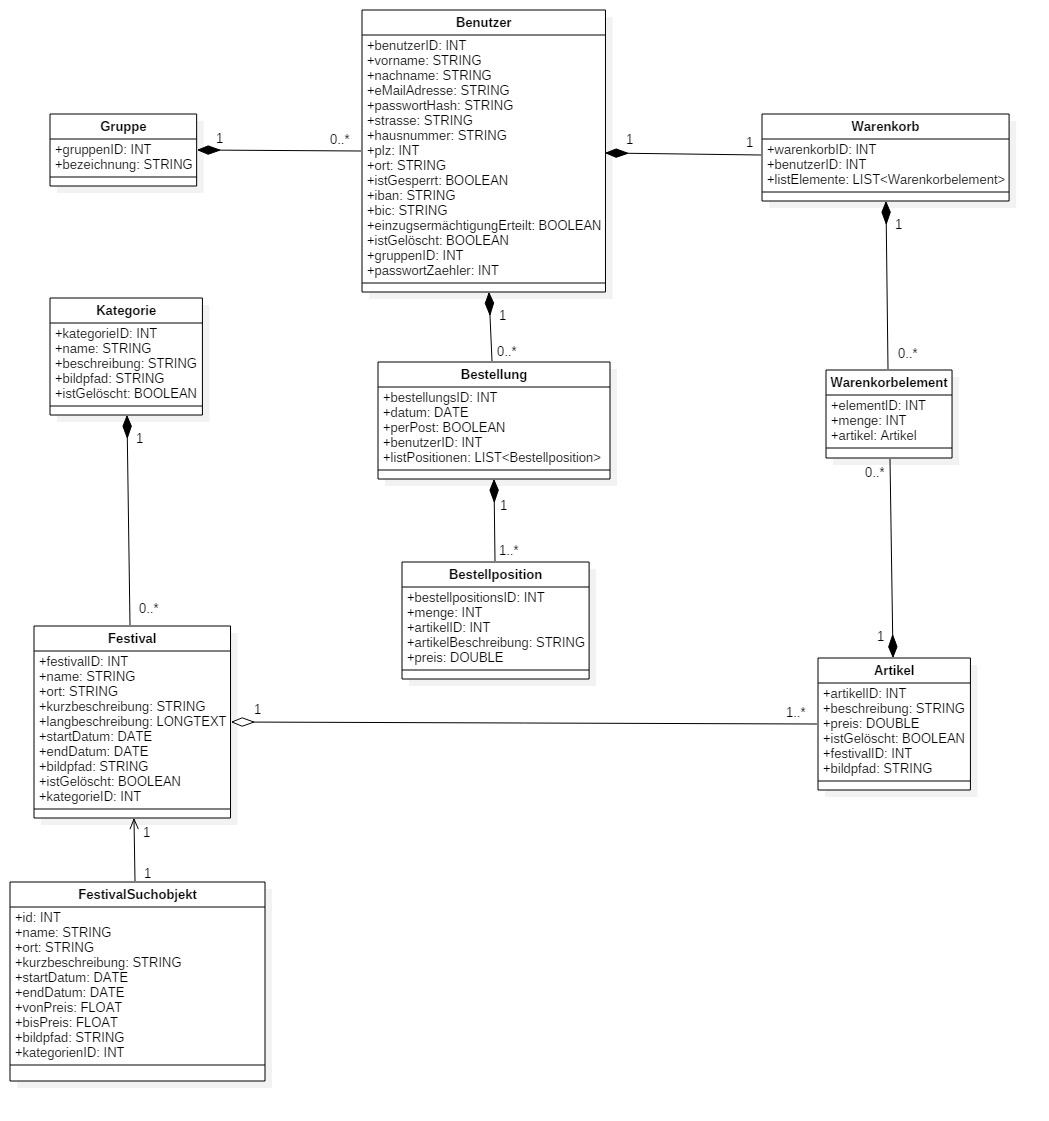 Benutzer
+benutzerID: INT
+vorname: STRING
+nachname: STRING
+eMailAdresse: STRING
+passwortHash: STRING
+strasse: STRING
+hausnummer: STRING
+plz: INT
+ort: STRING
+istGesperrt: BOOLEAN
+iban: STRING
+bic: STRING
+einzugsermächtigungErteilt: BOOLEAN
+istGelöscht: BOOLEAN
+gruppenID: INT
+passwortZaehler: INT
Gruppe
+gruppenID: INT
+bezeichnung: STRING
1
0..*
1
1
Warenkorb
+warenkorbID: INT
+benutzerID: INT
+listElemente: LIST<Warenkorbelement>
1
0..*
Kategorie
+kategorieID: INT
+name: STRING
+beschreibung: STRING
+bildpfad: STRING
+istGelöscht: BOOLEAN
1
0..*
1
0..*
Bestellung
+bestellungsID: INT
+datum: DATE
+perPost: BOOLEAN
+benutzerID: INT
+listPositionen: LIST<Bestellposition>
1
1..*
Warenkorbelement
+elementID: INT
+menge: INT
+artikel: Artikel
0..*
1
Bestellposition
+bestellpositionsID: INT
+menge: INT
+artikelID: INT
+artikelBeschreibung: STRING
+preis: DOUBLE
Festival
+festivalID: INT
+name: STRING
+ort: STRING
+kurzbeschreibung: STRING
+langbeschreibung: LONGTEXT
+startDatum: DATE
+endDatum: DATE
+bildpfad: STRING
+istGelöscht: BOOLEAN
+kategorieID: INT
1
1..*
Artikel
+artikelID: INT
+beschreibung: STRING
+preis: DOUBLE
+istGelöscht: BOOLEAN
+festivalID: INT
+bildpfad: STRING
1
1
FestivalSuchobjekt
+id: INT
+name: STRING
+ort: STRING
+kurzbeschreibung: STRING
+startDatum: DATE
+endDatum: DATE
+vonPreis: FLOAT
+bisPreis: FLOAT
+bildpfad: STRING
+kategorienID: INT